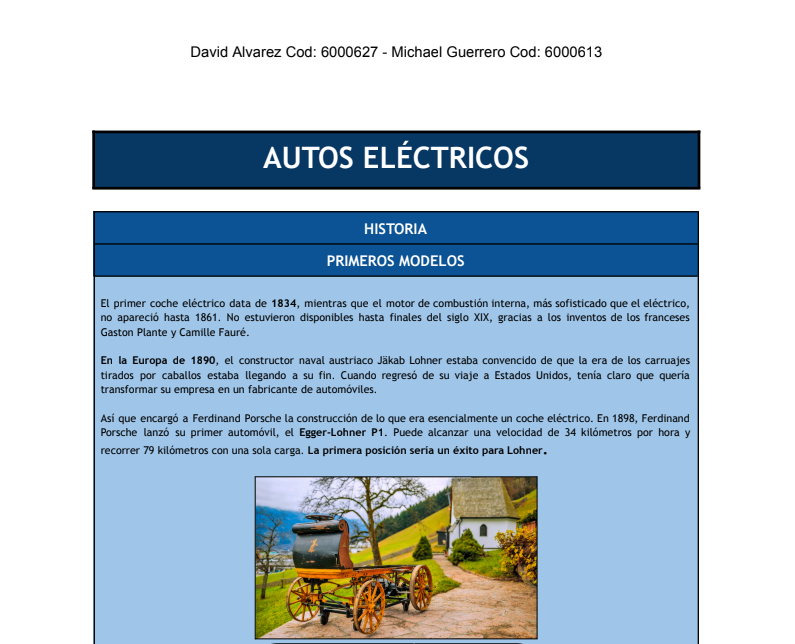 David Alvarez Cod: 6000627 - Michael Guerrero Cod: 6000613
AUTOS ELÉCTRICOS
HISTORIA
PRIMEROS MODELOS
El primer coche eléctrico data de 1834, mientras que el motor de combustión interna, más sofisticado que el eléctrico,
no apareció hasta 1861. No estuvieron disponibles hasta finales del siglo XIX, gracias a los inventos de los franceses
Gaston Plante y Camille Fauré.
En la Europa de 1890, el constructor naval austriaco Jäkab Lohner estaba convencido de que la era de los carruajes
tirados por caballos estaba llegando a su fin. Cuando regresó de su viaje a Estados Unidos, tenía claro que quería
transformar su empresa en un fabricante de automóviles.
Así que encargó a Ferdinand Porsche la construcción de lo que era esencialmente un coche eléctrico. En 1898, Ferdinand
Porsche lanzó su primer automóvil, el Egger-Lohner P1. Puede alcanzar una velocidad de 34 kilómetros por hora y
recorrer 79 kilómetros con una sola carga. La primera posición sería un éxito para Lohner.